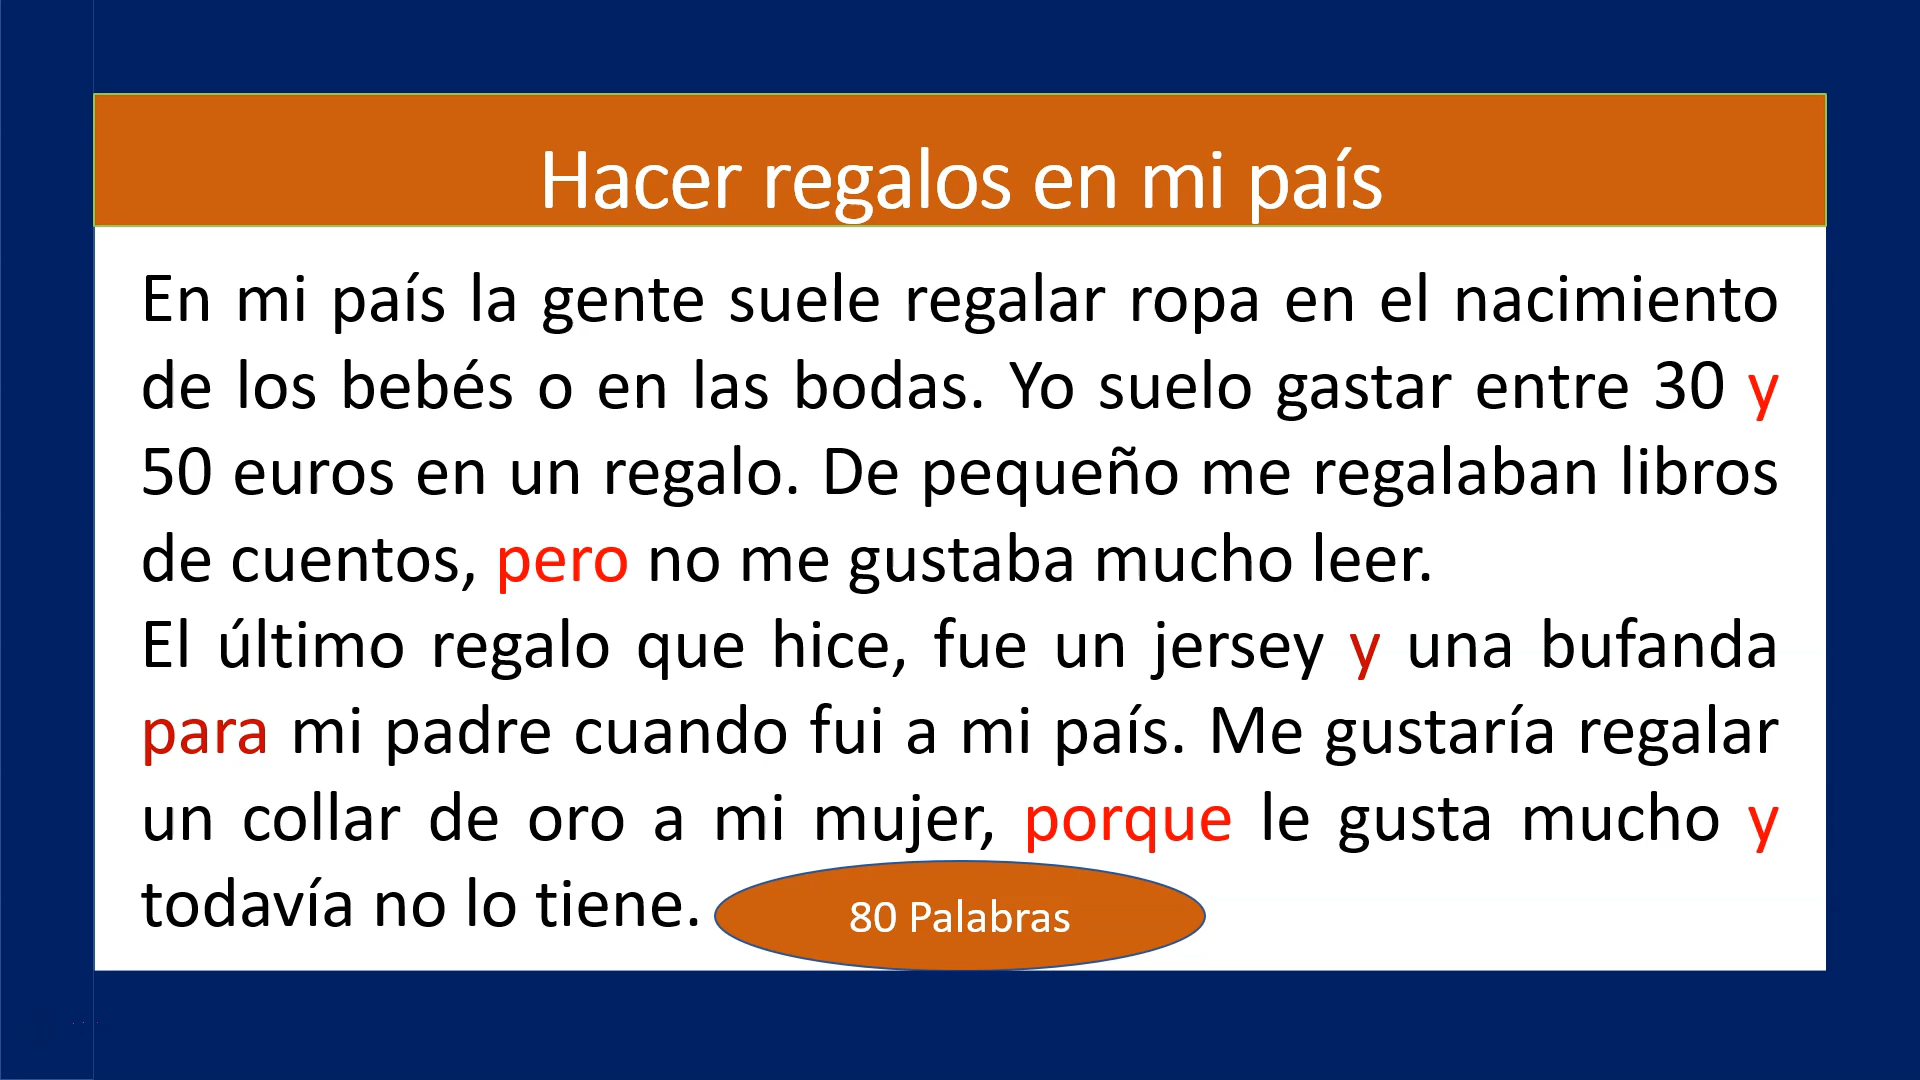 Hacer regalos en mi país
En mi país la gente suele regalar ropa en el nacimiento
de los bebés o en las bodas. Yo suelo gastar entre 30 y
50 euros en un regalo. De pequeño me regalaban libros
de cuentos, pero no me gustaba mucho leer.
El último regalo que hice, fue un jersey y una bufanda
para mi padre cuando fui a mi país. Me gustaría regalar
un collar de oro a mi mujer, porque le gusta mucho y
todavía no lo tiene.
80 Palabras